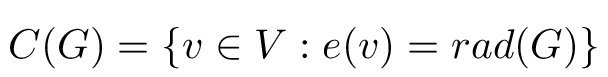 C(G) = {v ∈ V : e(v) = rad(G)}